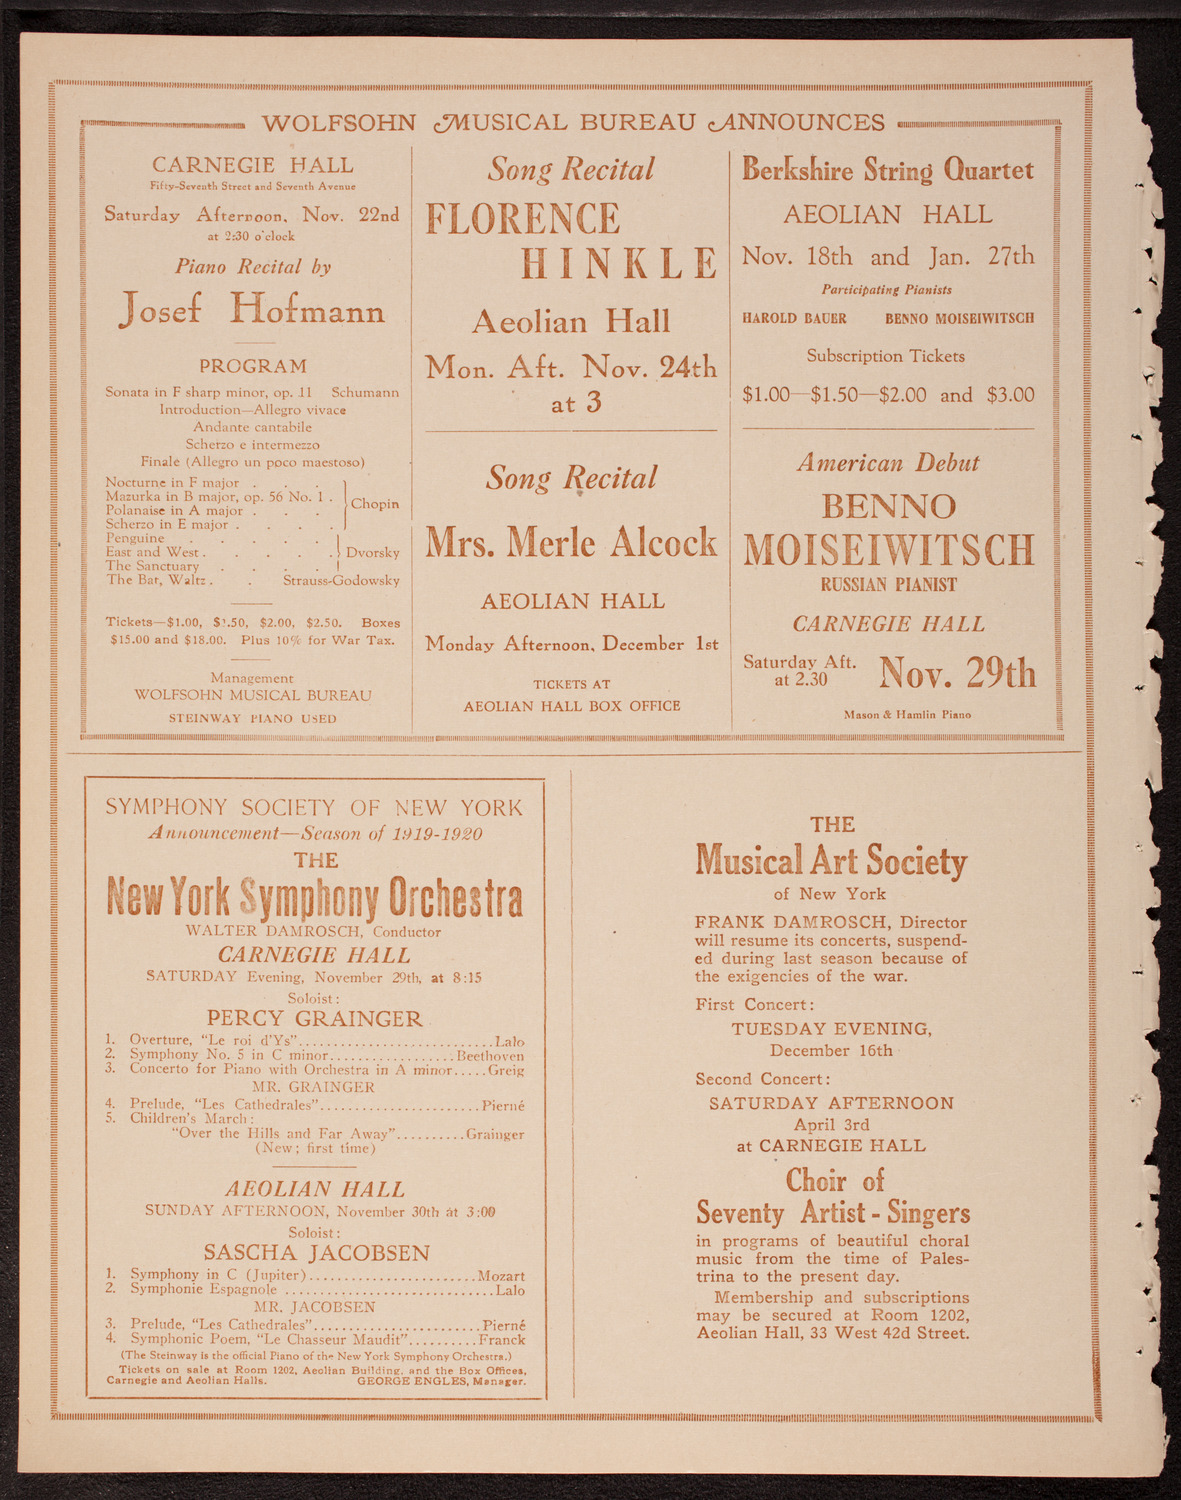 WOLFSOHN MUSICAL BUREAU ANNOUNCES
CARNEGIE HALL
Fifty-Seventh Street and Seventh Avenue
Saturday Afternoon, Nov. 22nd
at 2:30 o'clock
Piano Recital by
Josef Hofmann
PROGRAM
Sonata in F sharp minor, op. 11 Schumann
Introduction—Allegro vivace
Andante cantabile
Scherzo e intermezzo
Finale (Allegro un poco maestoso)
Nocturne in F major . . .
Mazurka in B major, op. 56 No. 1 .
Polanaise in A major . . .
Scherzo in E major . . . .
Chopin
Penguine . . . . .
East and West . . . . .
The Sanctuary . . . .
Dvorsky
The Bat, Waltz . . Strauss-Godowsky
Tickets—$1.00, $1.50, $2.00, $2.50. Boxes
$15.00 and $18.00. Plus 10% for War Tax.
Management
WOLFSOHN MUSICAL BUREAU
STEINWAY PIANO USED
Song Recital
FLORENCE
HINKLE
Aeolian Hall
Mon. Aft. Nov. 24th
at 3
Song Recital
Mrs. Merle Alcock
AEOLIAN HALL
Monday Afternoon, December 1st
TICKETS AT
AEOLIAN HALL BOX OFFICE
Berkshire String Quartet
AEOLIAN HALL
Nov. 18th and Jan. 27th
Participating Pianists
HAROLD BAUER BENNO MOISEIWITSCH
Subscription Tickets
$1.00—$1.50—$2.00 and $3.00
American Debut
BENNO
MOISEIWITSCH
RUSSIAN PIANIST
CARNEGIE HALL
Saturday Aft.
at 2.30
Nov. 29th
Mason & Hamlin Piano
SYMPHONY SOCIETY OF NEW YORK
Announcement—Season of 1919-1920
THE
New York Symphony Orchestra
WALTER DAMROSCH, Conductor
CARNEGIE HALL
SATURDAY Evening, November 29th, at 8:15
Soloist:
PERCY GRAINGER
1. Overture, "Le roi d'Ys"............................Lalo
2. Symphony No. 5 in C minor..................Beethoven
3. Concerto for Piano with Orchestra in A minor.....Greig
MR. GRAINGER
4. Prelude, "Les Cathedrales".......................Pierné
5. Children's March:
"Over the Hills and Far Away"..........Grainger
(New; first time)
AEOLIAN HALL
SUNDAY AFTERNOON, November 30th at 3:00
Soloist:
SASCHA JACOBSEN
1. Symphony in C (Jupiter)........................Mozart
2. Symphonie Espagnole ..............................Lalo
MR. JACOBSEN
3. Prelude, "Les Cathedrales"........................Pierné
4. Symphonic Poem, "Le Chasseur Maudit"..........Franck
(The Steinway is the official Piano of the New York Symphony Orchestra.)
Tickets on sale at Room 1202, Aeolian Building, and the Box Offices,
Carnegie and Aeolian Halls. GEORGE ENGLES, Manager.
THE
Musical Art Society
of New York
FRANK DAMROSCH, Director
will resume its concerts, suspend-
ed during last season because of
the exigencies of the war.
First Concert:
TUESDAY EVENING,
December 16th
Second Concert:
SATURDAY AFTERNOON
April 3rd
at CARNEGIE HALL
Choir of
Seventy Artist - Singers
in programs of beautiful choral
music from the time of Pales-
trina to the present day.
Membership and subscriptions
may be secured at Room 1202,
Aeolian Hall, 33 West 42d Street.